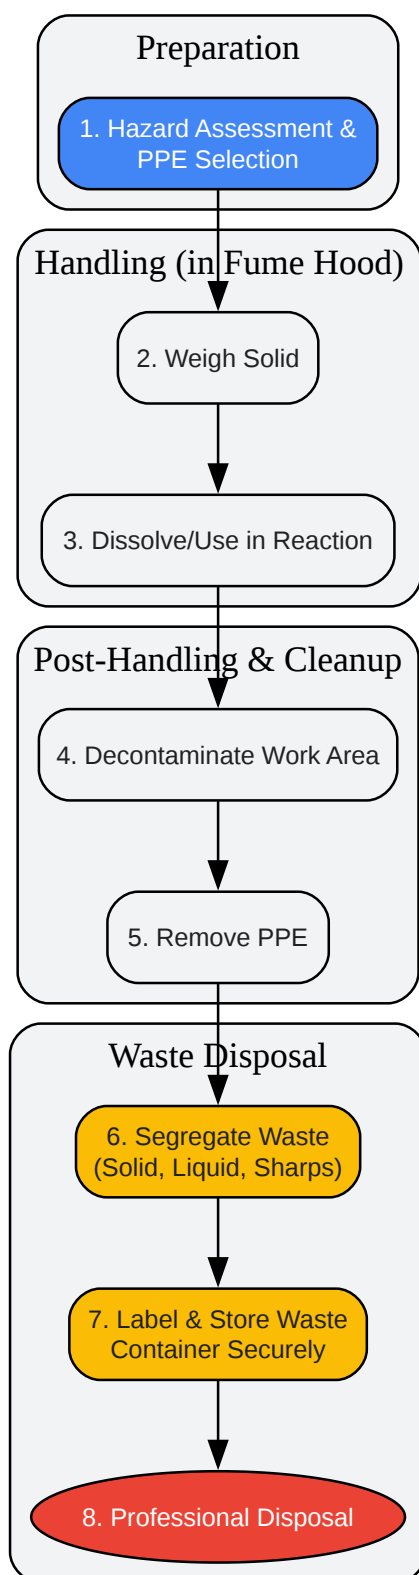 Preparation
1. Hazard Assessment &
PPE Selection
Handling (in Fume Hood)
2. Weigh Solid
3. Dissolve/Use in Reaction
Post-Handling & Cleanup
4. Decontaminate Work Area
5. Remove PPE
Waste Disposal
6. Segregate Waste
(Solid, Liquid, Sharps)
7. Label & Store Waste
Container Securely
8. Professional Disposal